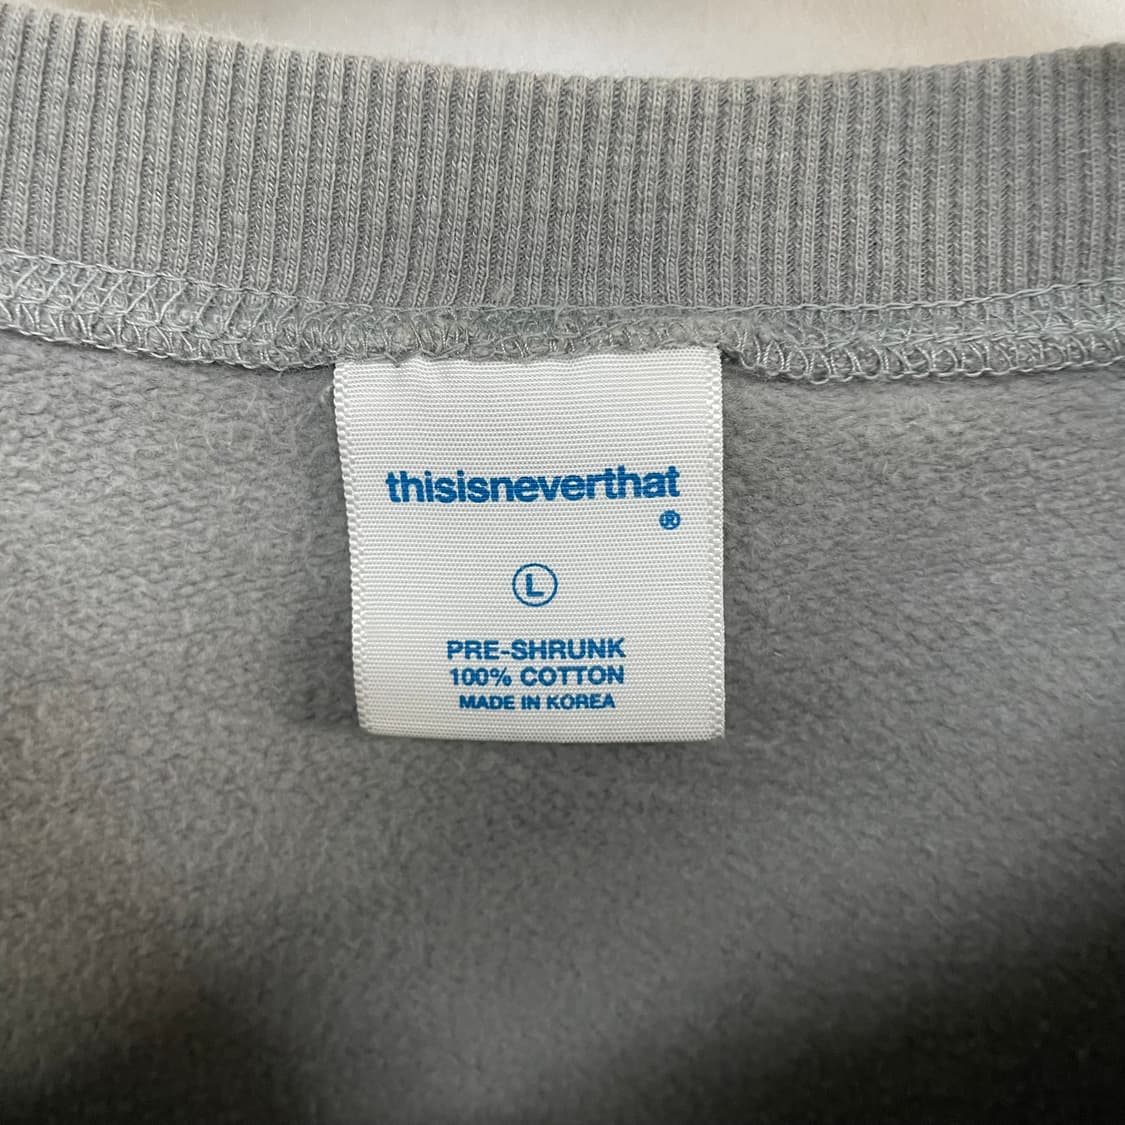 thisisneverthat
®
L
PRE-SHRUNK
100% COTTON
MADE IN KOREA